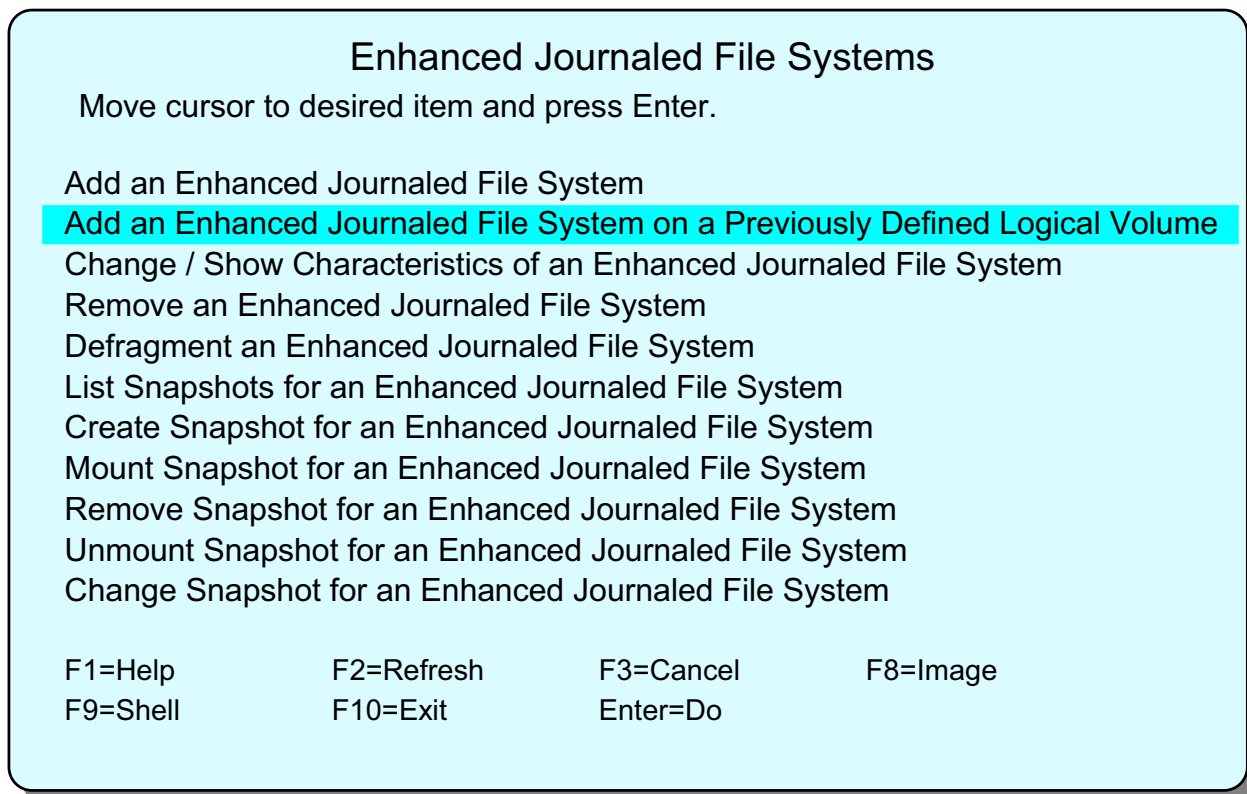 Enhanced Journaled File Systems
Move cursor to desired item and press Enter.
Add an Enhanced Journaled File System
Add an Enhanced Journaled File System on a Previously Defined Logical Volume
Change / Show Characteristics of an Enhanced Journaled File System
Remove an Enhanced Journaled File System
Defragment an Enhanced Journaled File System
List Snapshots for an Enhanced Journaled File System
Create Snapshot for an Enhanced Journaled File System
Mount Snapshot for an Enhanced Journaled File System
Remove Snapshot for an Enhanced Journaled File System
Unmount Snapshot for an Enhanced Journaled File System
Change Snapshot for an Enhanced Journaled File System
F1=Help F2=Refresh F3=Cancel F8=Image
F9=Shell F10=Exit Enter=Do